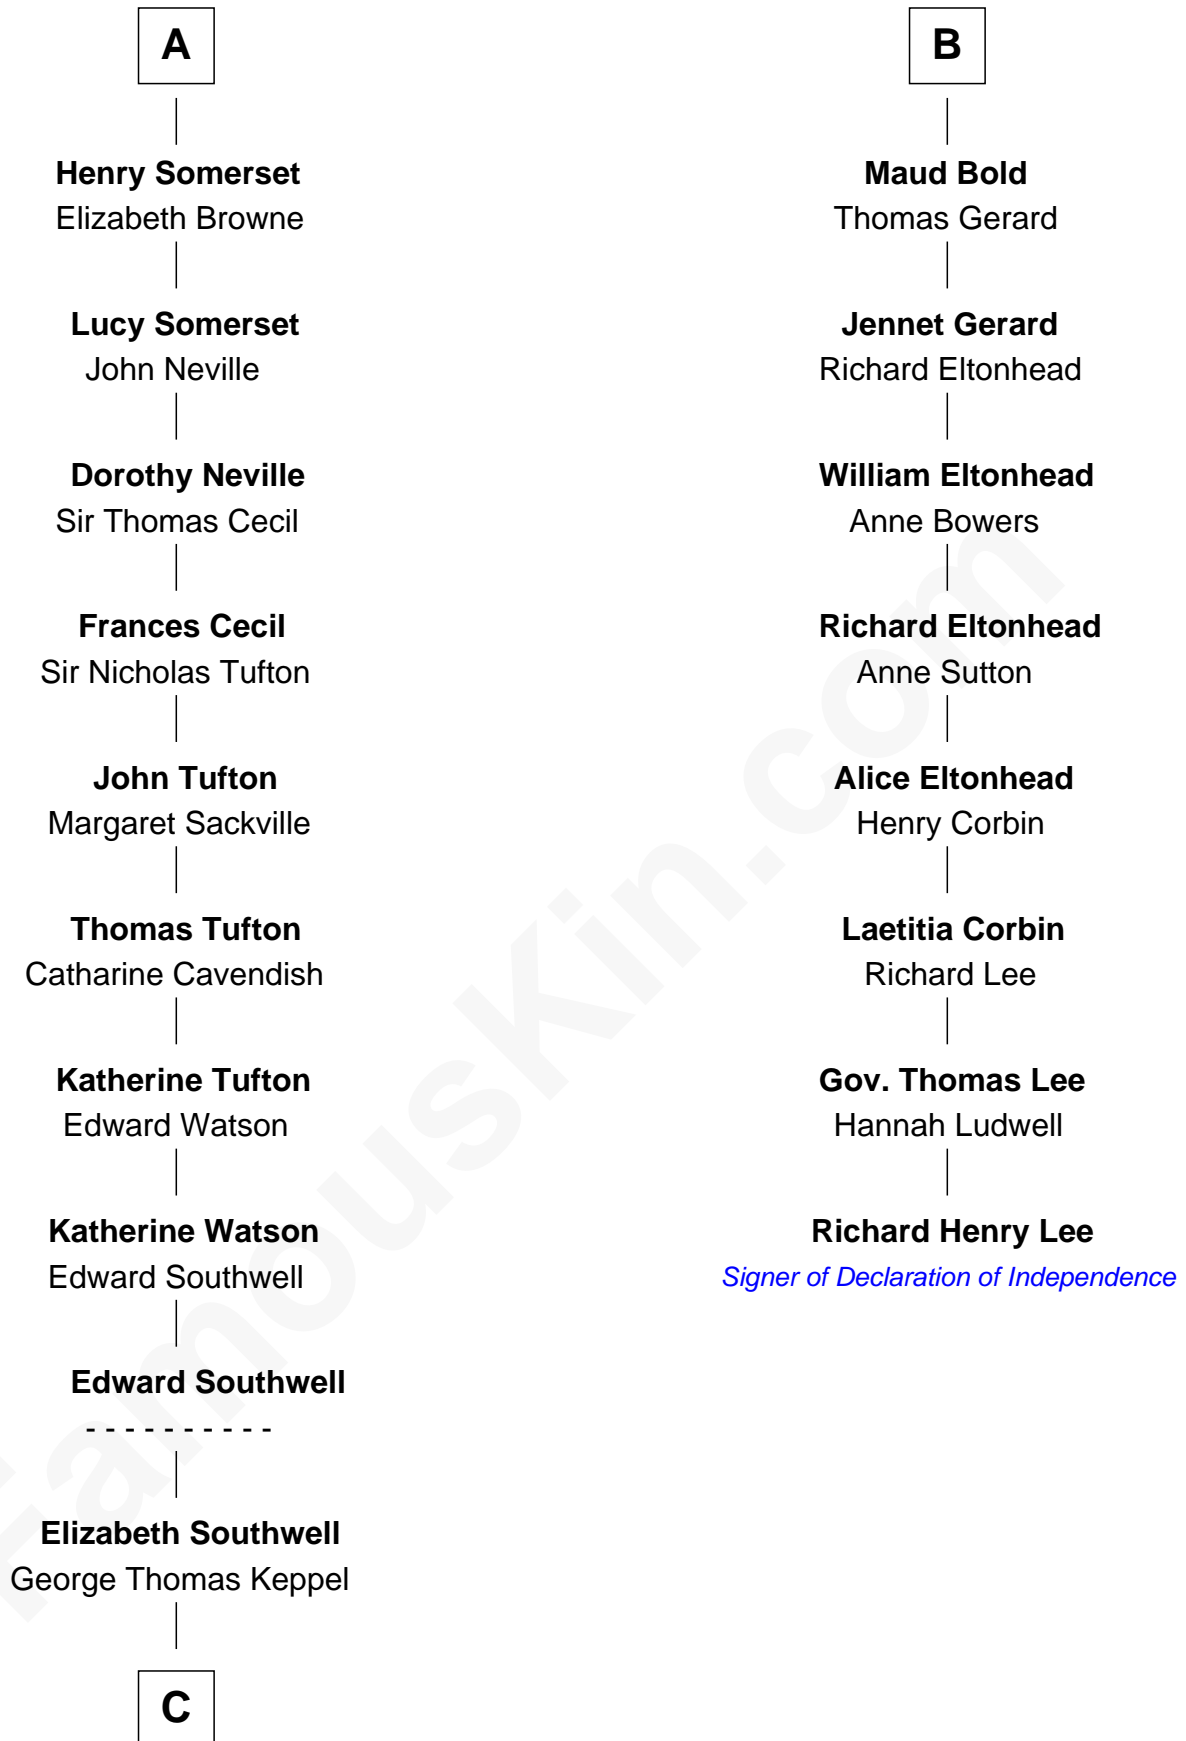 A
Henry Somerset
Elizabeth Browne
Lucy Somerset
John Neville
Dorothy Neville
Sir Thomas Cecil
Frances Cecil
Sir Nicholas Tufton
John Tufton
Margaret Sackville
Thomas Tufton
Catharine Cavendish
Katherine Tufton
Edward Watson
Katherine Watson
Edward Southwell
Edward Southwell
- - - - - - - - - -
Elizabeth Southwell
George Thomas Keppel
C
B
Maud Bold
Thomas Gerard
Jennet Gerard
Richard Eltonhead
William Eltonhead
Anne Bowers
Richard Eltonhead
Anne Sutton
Alice Eltonhead
Henry Corbin
Laetitia Corbin
Richard Lee
Gov. Thomas Lee
Hannah Ludwell
Richard Henry Lee
Signer of Declaration of Independence
FamousKin.com